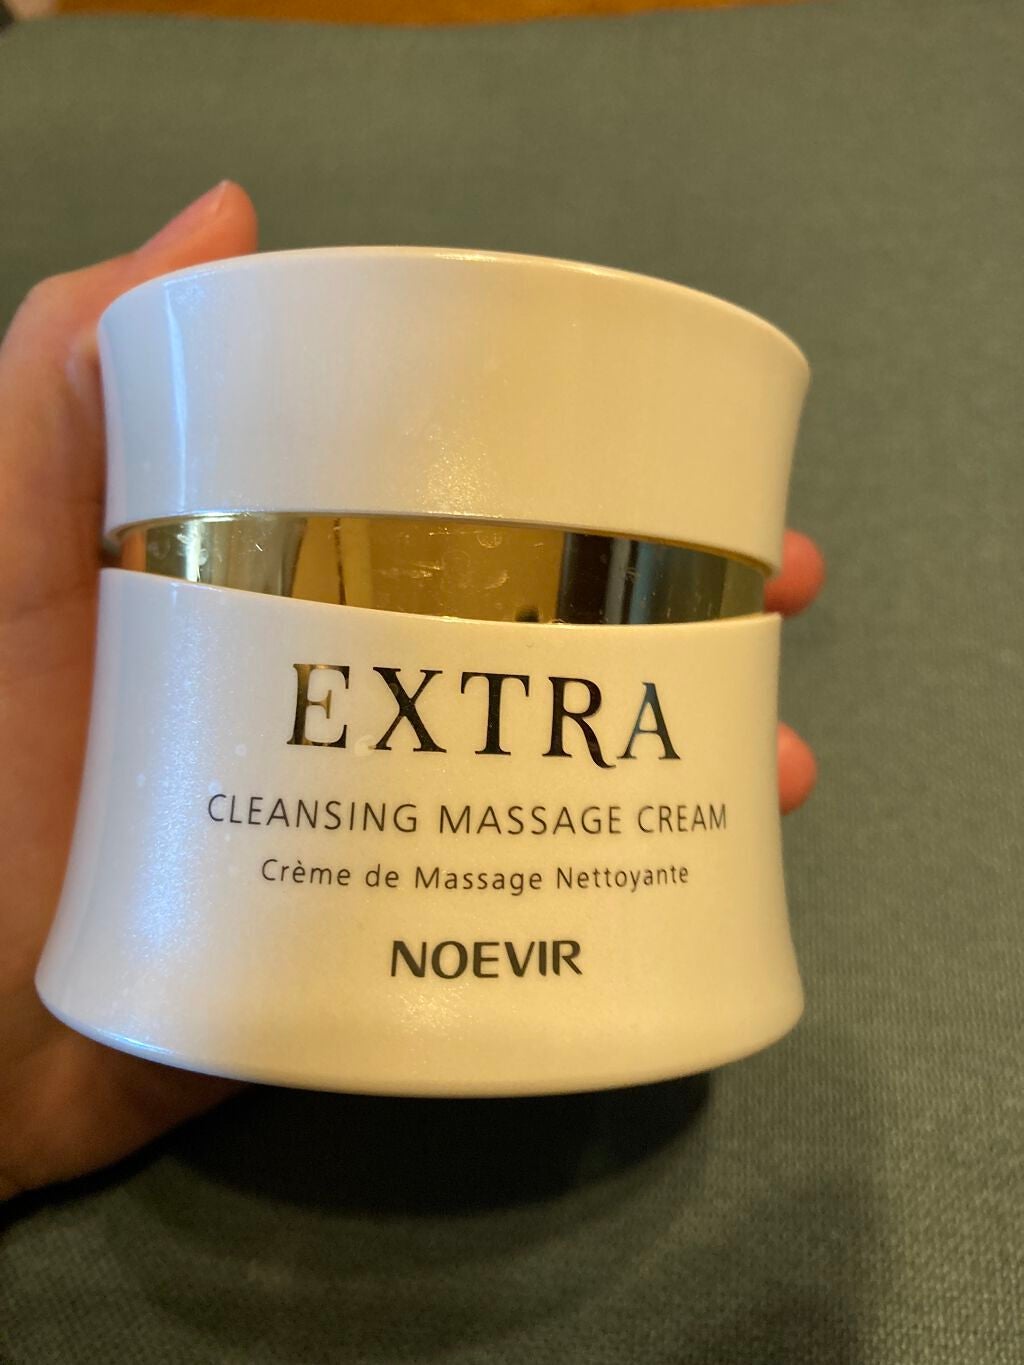 EXTRA
CLEANSING MASSAGE CREAM
Crème de Massage Nettoyante
NOEVIR